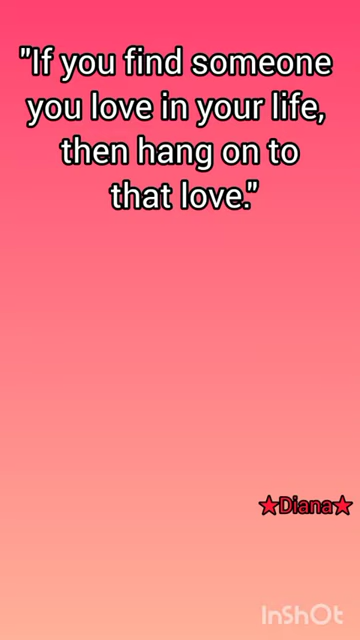 "If you find someone
you love in your life,
then hang on to
that love."
★Diana★
InShOt